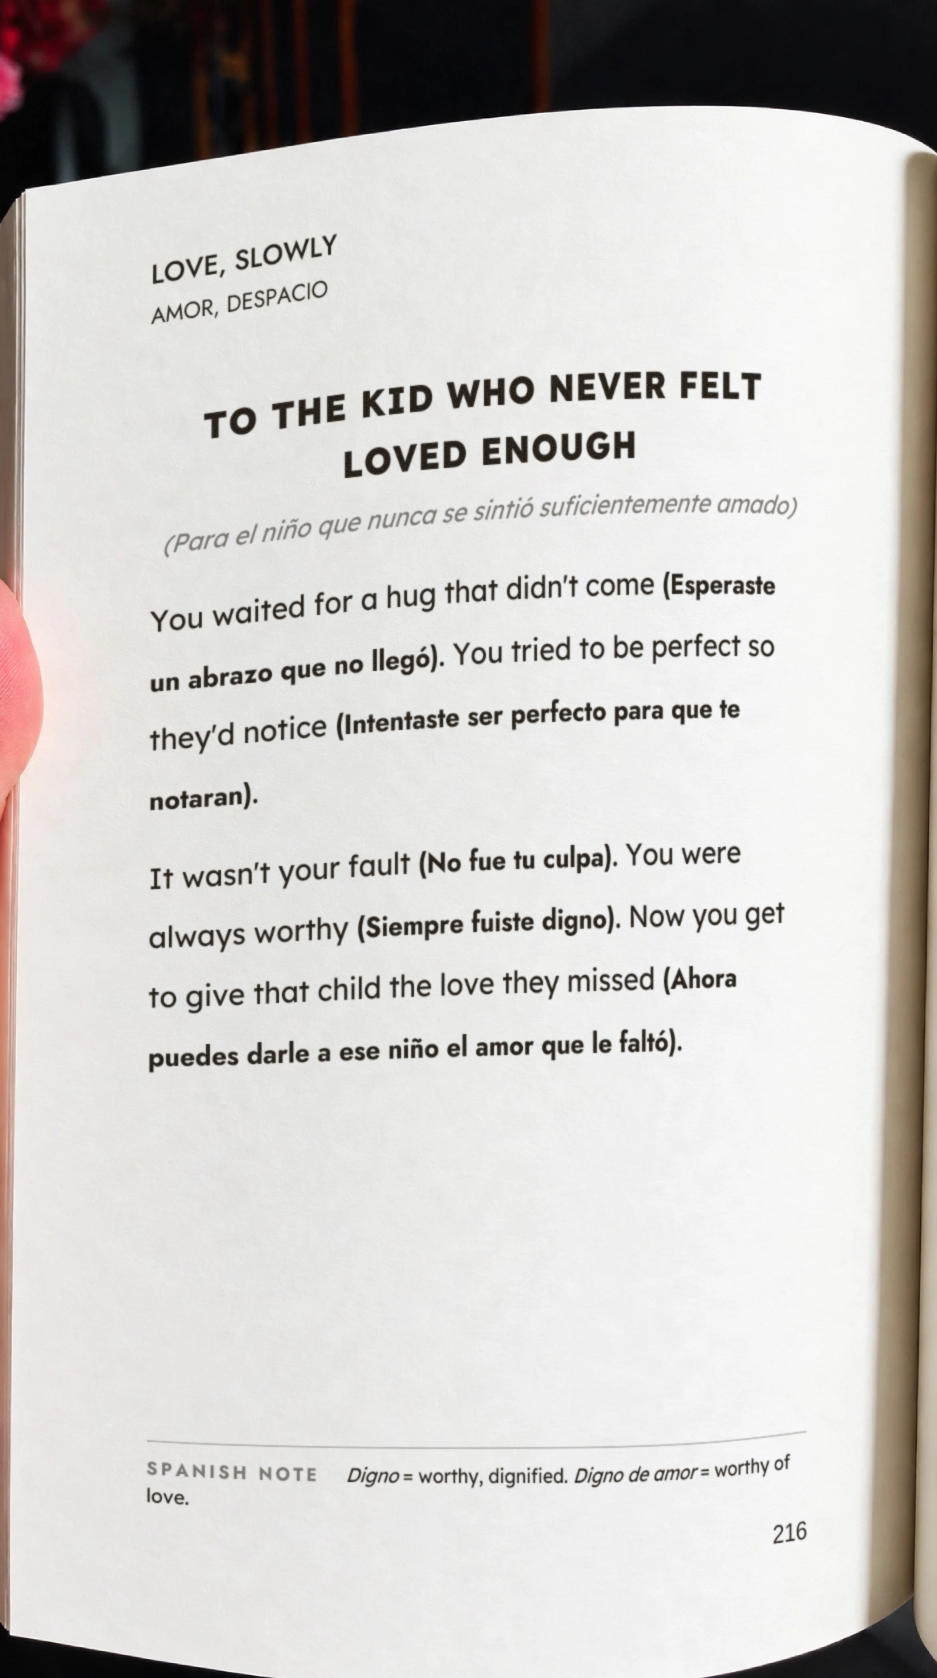 LOVE, SLOWLY
AMOR, DESPACIO
TO THE KID WHO NEVER FELT
LOVED ENOUGH
(Para el niño que nunca se sintió suficientemente amado)
You waited for a hug that didn't come (Esperaste
un abrazo que no llegó). You tried to be perfect so
they'd notice (Intentaste ser perfecto para que te
notaran).
It wasn't your fault (No fue tu culpa). You were
always worthy (Siempre fuiste digno). Now you get
to give that child the love they missed (Ahora
puedes darle a ese niño el amor que le faltó).
SPANISH NOTE Digno = worthy, dignified. Digno de amor = worthy of
love.
216